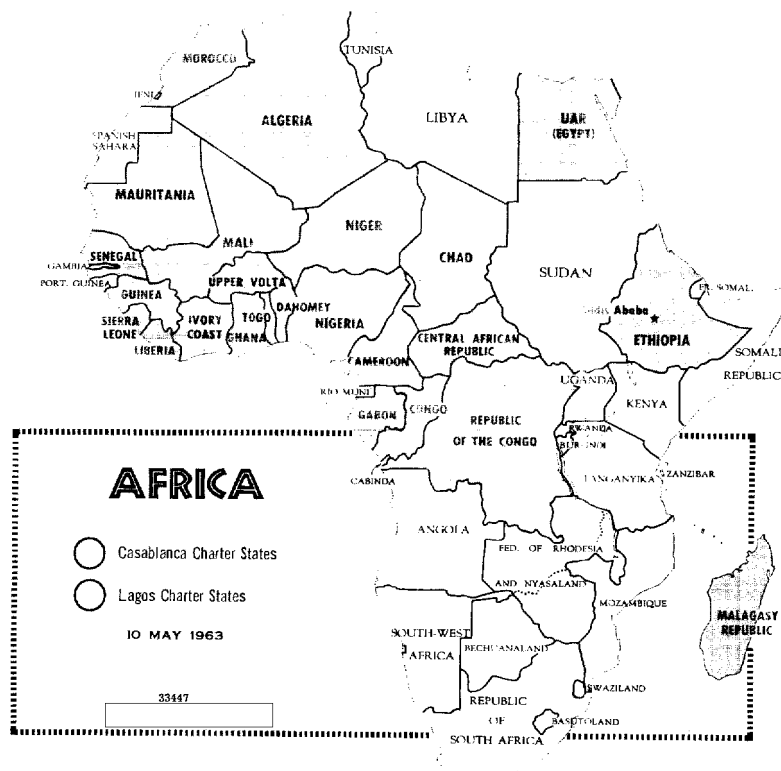 MOROCCO
TUNISIA
IFNI
ALGERIA
LIBYA
UAR
(EGYPT)
SPANISH
SAHARA
MAURITANIA
MALI
NIGER
CHAD
SUDAN
SENEGAL
GAMBIA
PORT. GUINEA
GUINEA
UPPER VOLTA
FR. SOMAL.
Addis Ababa
SIERRA
LEONE
IVORY
COAST
TOGO
DAHOMEY
NIGERIA
GHANA
LIBERIA
CENTRAL AFRICAN
REPUBLIC
ETHIOPIA
SOMALI
REPUBLIC
CAMEROON
UGANDA
KENYA
RIO MUNI
GABON
CONGO
REPUBLIC
OF THE CONGO
RWANDA
BURUNDI
TANGANYIKA
ZANZIBAR
CABINDA
ANGOLA
FED. OF RHODESIA
AND NYASALAND
MOZAMBIQUE
MALAGASY
REPUBLIC
SOUTH-WEST
AFRICA
BECHUANALAND
SWAZILAND
REPUBLIC
OF
SOUTH AFRICA
BASUTOLAND
AFRICA
Casablanca Charter States
Lagos Charter States
10 MAY 1963
33447